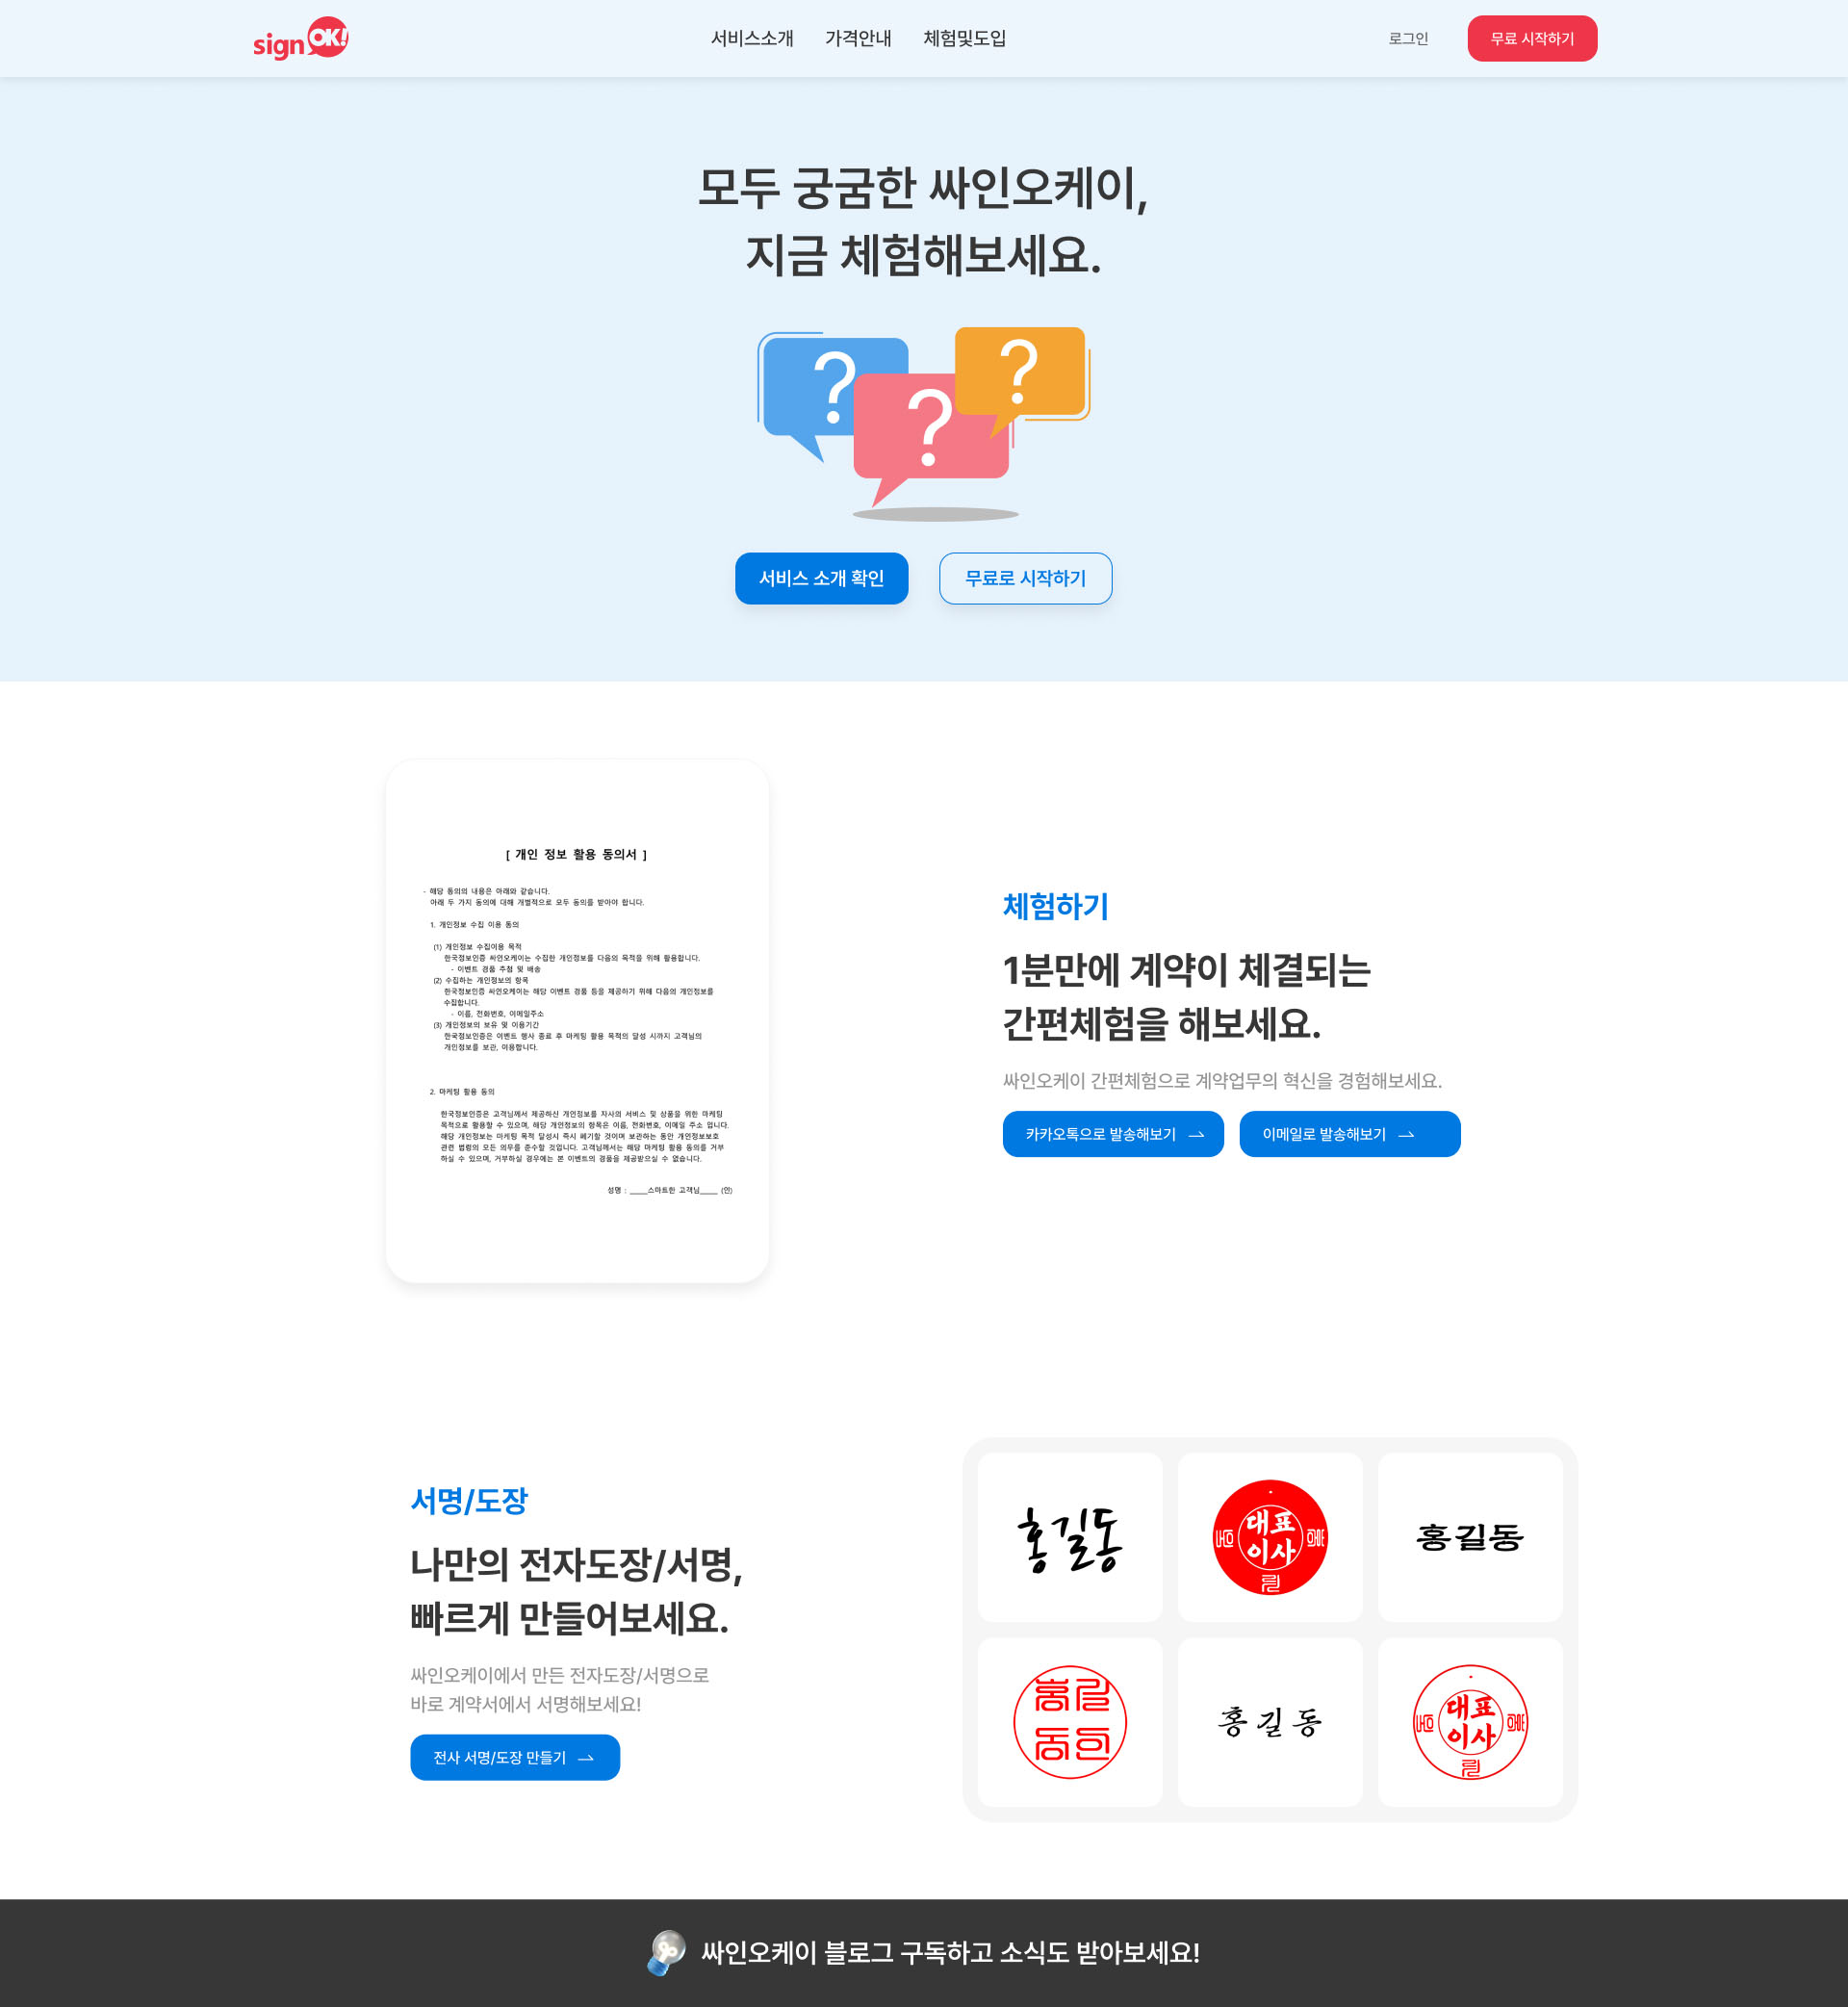 sign OK!
서비스소개 가격안내 체험및도입
로그인
무료 시작하기
모두 궁굼한 싸인오케이,
지금 체험해보세요.
? ? ?
서비스 소개 확인
무료로 시작하기
[ 개인 정보 활용 동의서 ]
- 해당 동의의 내용은 아래와 같습니다.
아래 두 가지 동의에 대해 개별적으로 모두 동의를 받아야 합니다.
1. 개인정보 수집 이용 동의
(1) 개인정보 수집이용 목적
한국정보인증 싸인오케이는 수집한 개인정보를 다음의 목적을 위해 활용합니다.
- 이벤트 경품 추첨 및 배송
(2) 수집하는 개인정보의 항목
한국정보인증 싸인오케이는 해당 이벤트 경품 등을 제공하기 위해 다음의 개인정보를
수집합니다.
- 이름, 전화번호, 이메일주소
(3) 개인정보의 보유 및 이용기간
한국정보인증은 이벤트 행사 종료 후 마케팅 활용 목적의 달성 시까지 고객님의
개인정보를 보관, 이용합니다.
2. 마케팅 활용 동의
한국정보인증은 고객님께서 제공하신 개인정보를 자사의 서비스 및 상품을 위한 마케팅
목적으로 활용할 수 있으며, 해당 개인정보의 항목은 이름, 전화번호, 이메일 주소 입니다.
해당 개인정보는 마케팅 목적 달성시 즉시 폐기할 것이며 보관하는 동안 개인정보보호
관련 법령의 모든 의무를 준수할 것입니다. 고객님께서는 해당 마케팅 활용 동의를 거부
하실 수 있으며, 거부하실 경우에는 본 이벤트의 경품을 제공받으실 수 없습니다.
성명 : ____스마트한 고객님____ (인)
체험하기
1분만에 계약이 체결되는
간편체험을 해보세요.
싸인오케이 간편체험으로 계약업무의 혁신을 경험해보세요.
카카오톡으로 발송해보기
이메일로 발송해보기
서명/도장
나만의 전자도장/서명,
빠르게 만들어보세요.
싸인오케이에서 만든 전자도장/서명으로
바로 계약서에서 서명해보세요!
전사 서명/도장 만들기
홍길동
대표
이사
홍길동
홍길
동인
홍길동
대표
이사
싸인오케이 블로그 구독하고 소식도 받아보세요!